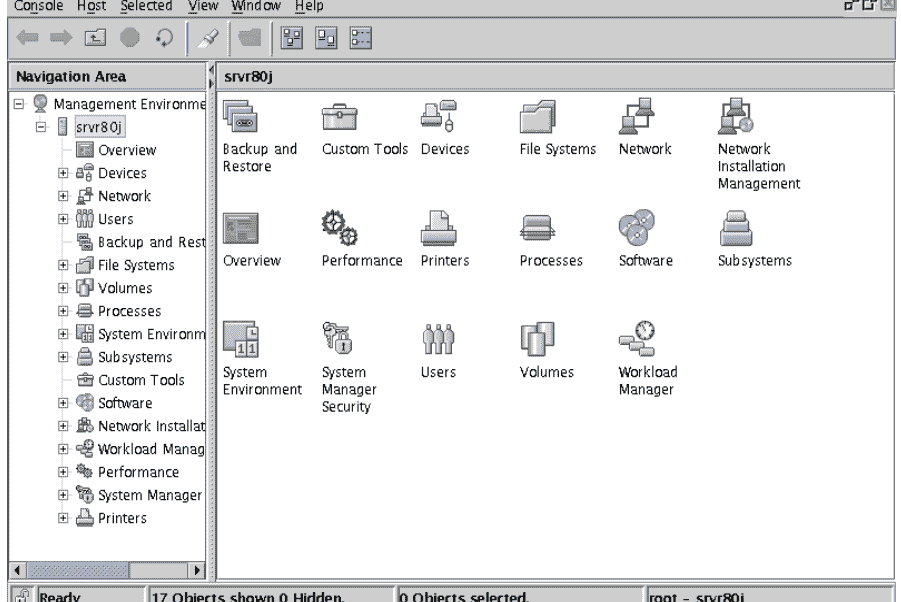 Console Host Selected View Window Help
Navigation Area
srvr80j
Management Environme
srvr80j
Overview
Devices
Network
Users
Backup and Rest
File Systems
Volumes
Processes
System Environm
Subsystems
Custom Tools
Software
Network Installat
Workload Manag
Performance
System Manager
Printers
Backup and
Restore
Custom Tools
Devices
File Systems
Network
Network
Installation
Management
Overview
Performance
Printers
Processes
Software
Subsystems
System
Environment
System
Manager
Security
Users
Volumes
Workload
Manager
Ready
17 Objects shown 0 Hidden.
0 Objects selected.
root - srvr80j